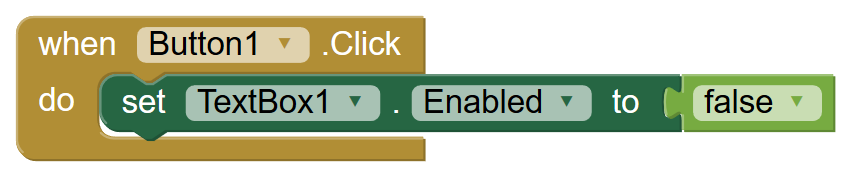 when Button1 .Click
do set TextBox1 . Enabled to false